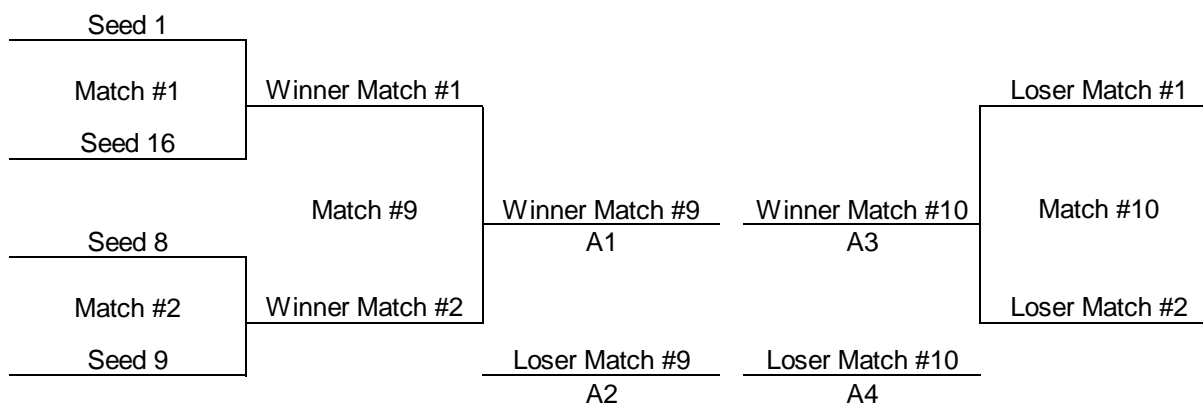 Seed 1
Match #1
Winner Match #1
Loser Match #1
Seed 16
Match #9
Winner Match #9
Winner Match #10
Match #10
Seed 8
A1
A3
Match #2
Winner Match #2
Loser Match #2
Seed 9
Loser Match #9
Loser Match #10
A2
A4